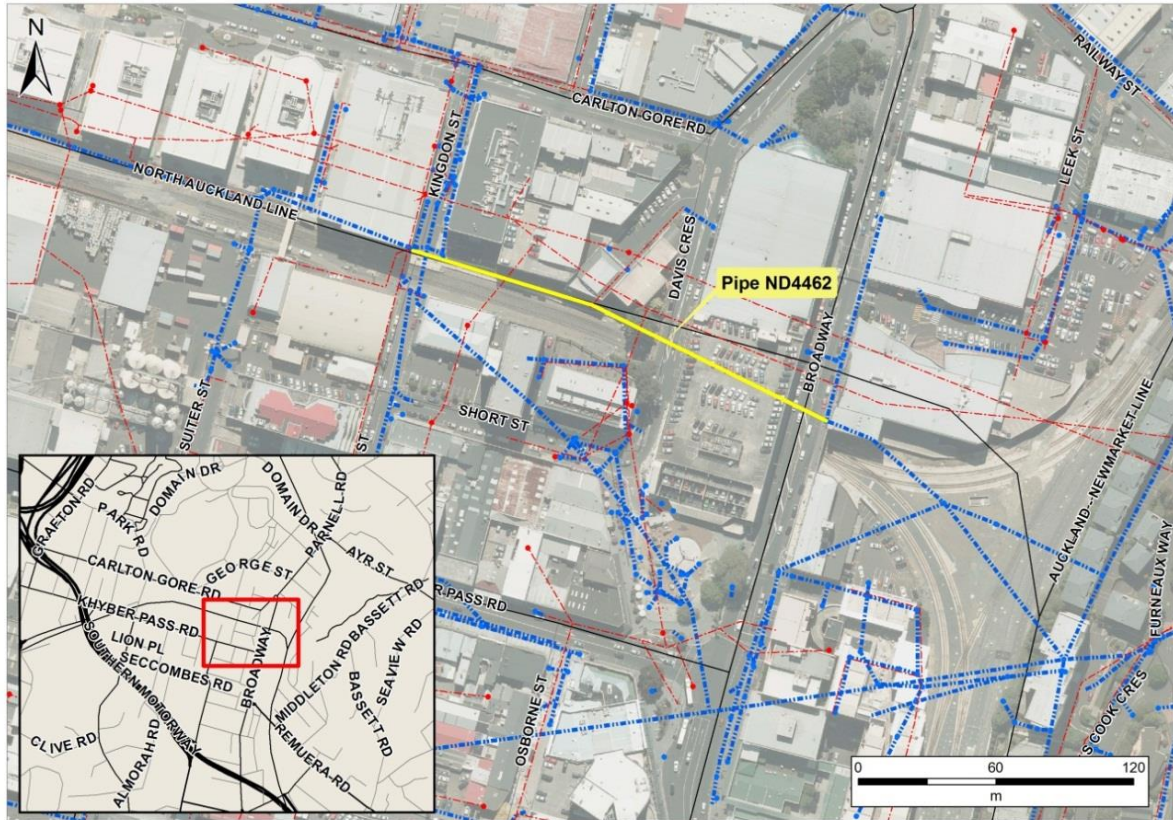 N
CARLTON GORE RD
RAILWAY ST
KINGDON ST
LEEK ST
NORTH AUCKLAND LINE
DAVIS CRES
Pipe ND4462
BROADWAY
SUITER ST
ST
SHORT ST
AUCKLAND--NEWMARKET-LINE
FURNEAUX WAY
R PASS RD
OSBORNE ST
S COOK CRES
0 60 120
m
GRAFTON RD
DOMAIN DR
PARK RD
DOMAIN DR
PARNELL RD
AYR ST
GEORGE ST
CARLTON GORE RD
KHYBER PASS RD
LION PL
SECCOMBES RD
SOUTHERN MOTORWAY
BROADWAY
MIDDLETON RD
BASSETT RD
SEAVIEW RD
BASSETT RD
REMUERA RD
CLIVE RD
ALMORAH RD